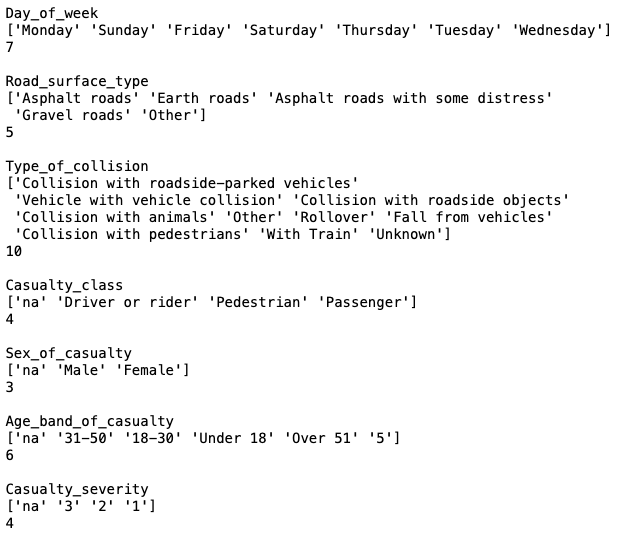 Day_of_week
['Monday' 'Sunday' 'Friday' 'Saturday' 'Thursday' 'Tuesday' 'Wednesday']
7
Road_surface_type
['Asphalt roads' 'Earth roads' 'Asphalt roads with some distress'
'Gravel roads' 'Other']
5
Type_of_collision
['Collision with roadside-parked vehicles'
'Vehicle with vehicle collision' 'Collision with roadside objects'
'Collision with animals' 'Other' 'Rollover' 'Fall from vehicles'
'Collision with pedestrians' 'With Train' 'Unknown']
10
Casualty_class
['na' 'Driver or rider' 'Pedestrian' 'Passenger']
4
Sex_of_casualty
['na' 'Male' 'Female']
3
Age_band_of_casualty
['na' '31-50' '18-30' 'Under 18' 'Over 51' '5']
6
Casualty_severity
['na' '3' '2' '1']
4